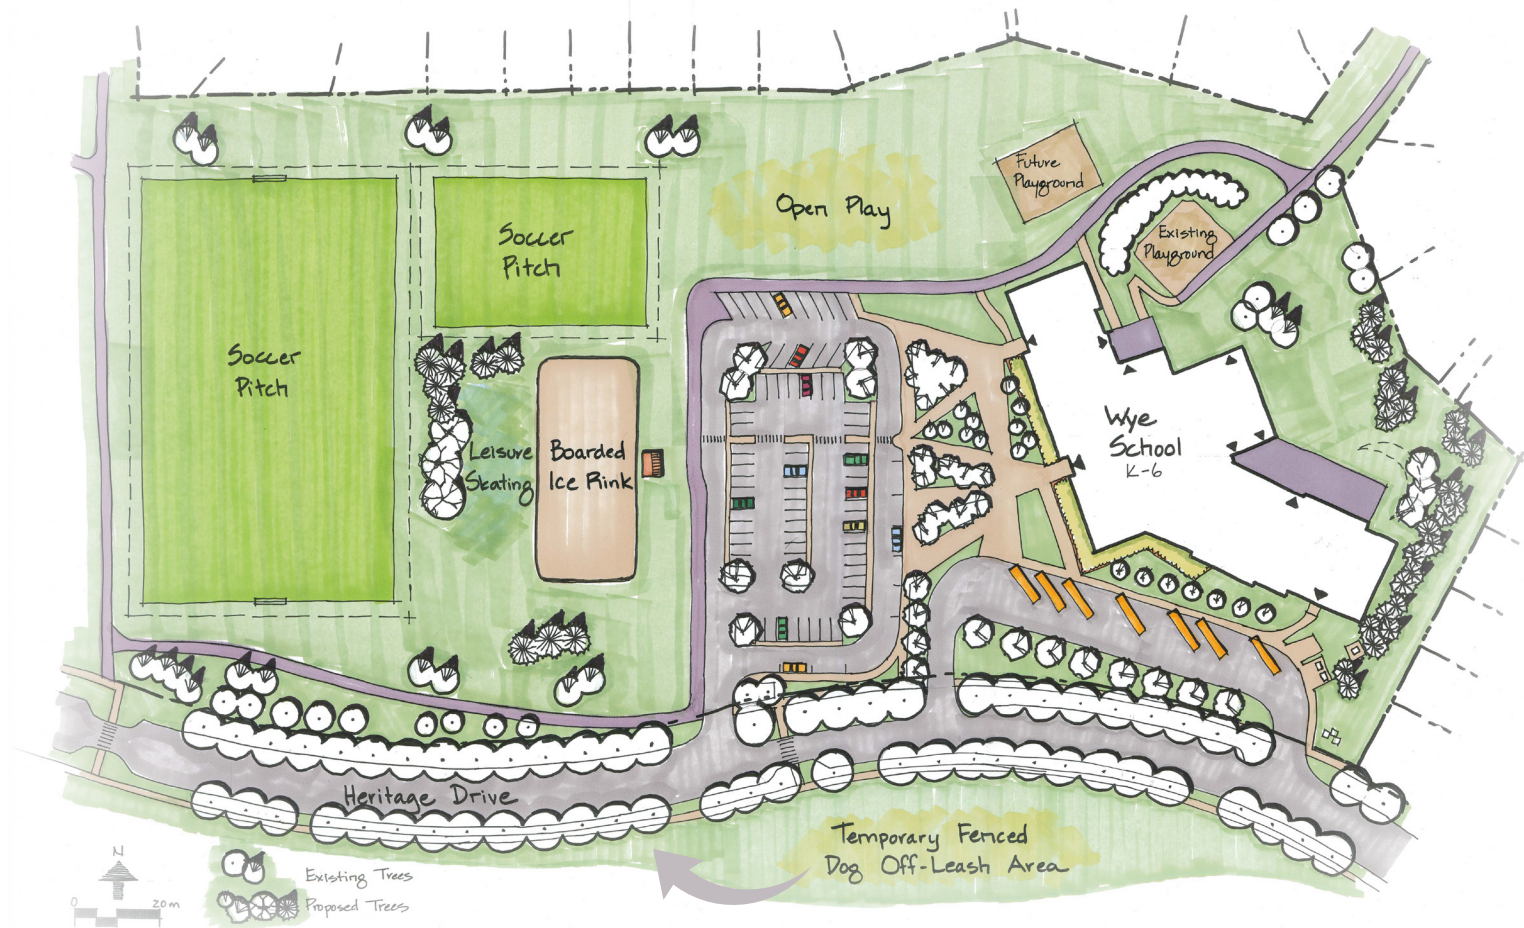 Future
Playground
Open Play
Existing
Playground
Soccer
Pitch
Soccer
Pitch
Wye
School
K-6
Leisure
Skating
Boarded
Ice Rink
Heritage Drive
Temporary Fenced
Dog Off-Leash Area
N
0 20m
Existing Trees
Proposed Trees